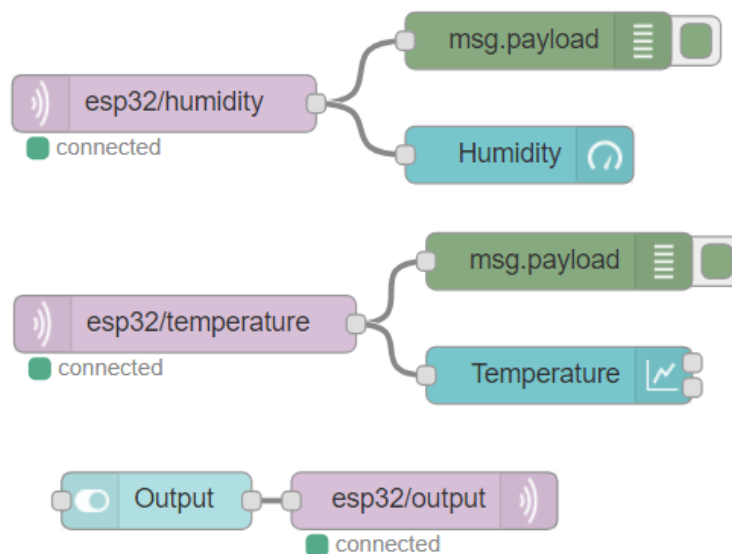 msg.payload
esp32/humidity
connected
Humidity
msg.payload
esp32/temperature
connected
Temperature
Output
esp32/output
connected